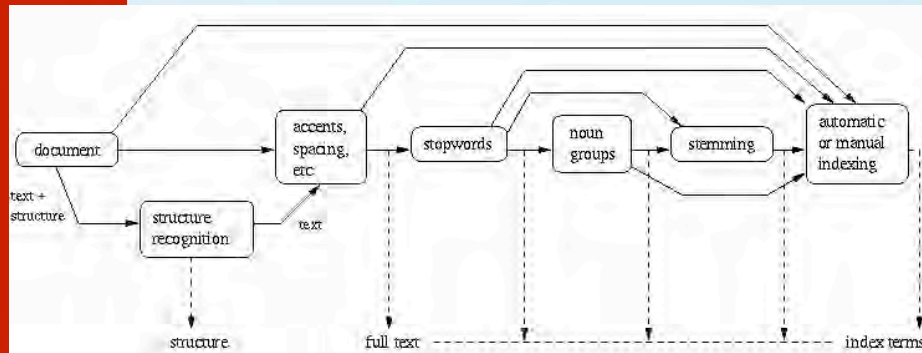 document
text +
structure
structure
recognition
text
accents,
spacing,
etc
stopwords
noun
groups
stemming
automatic
or manual
indexing
structure
full text
index term